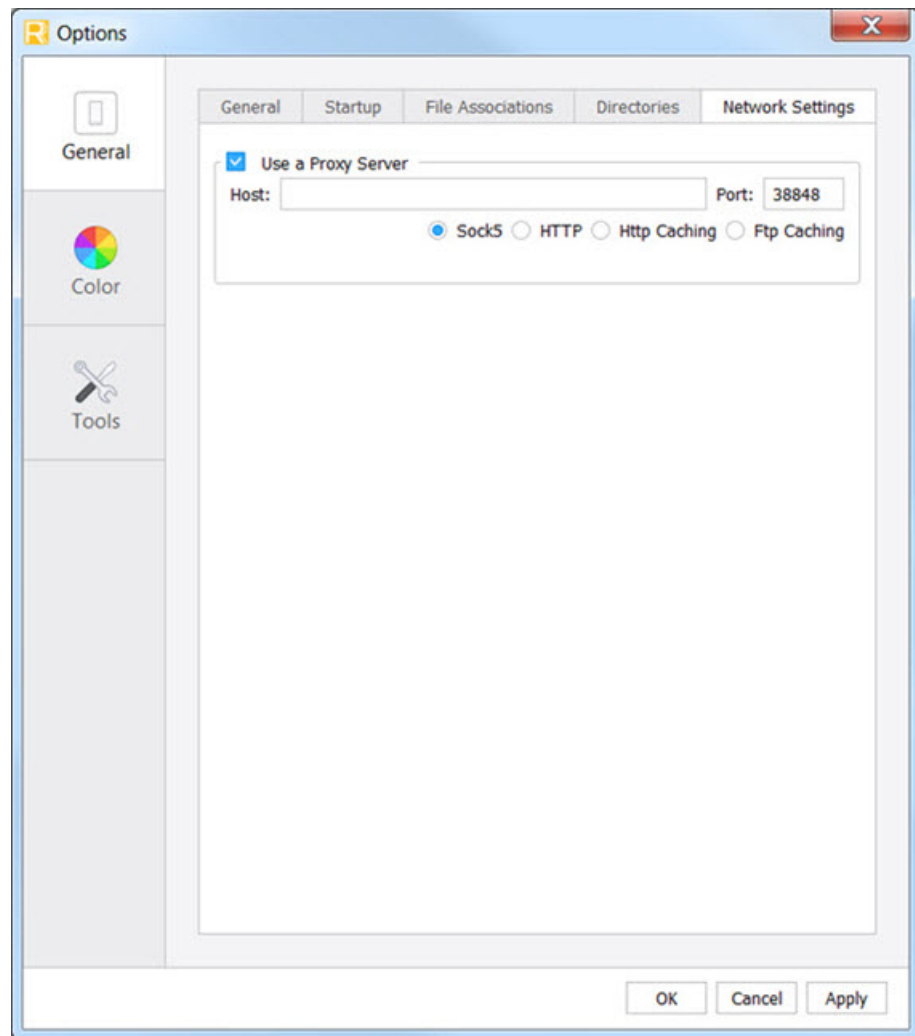 Options
General
Color
Tools
General Startup File Associations Directories Network Settings
Use a Proxy Server
Host: Port: 38848
Sock5 HTTP Http Caching Ftp Caching
OK Cancel Apply